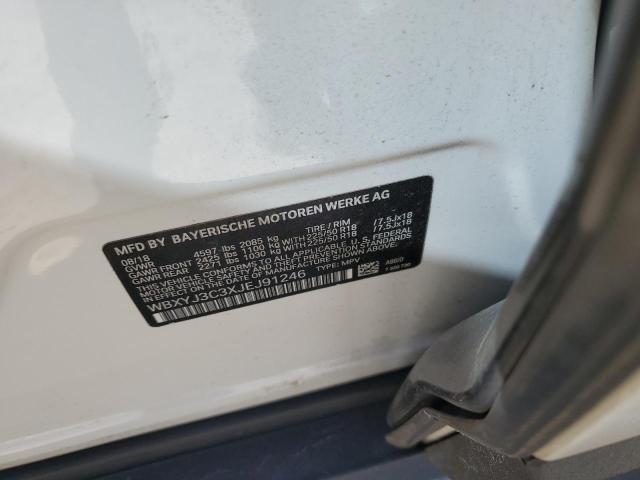 MFD BY BAYERISCHE MOTOREN WERKE AG
08/18 TIRE / RIM
GVWR 4597 lbs 2085 kg
GAWR FRONT 2425 lbs 1100 kg WITH 225/50 R18 /7.5Jx18
GAWR REAR 2271 lbs 1030 kg WITH 225/50 R18 /7.5Jx18
THIS VEHICLE CONFORMS TO ALL APPLICABLE U.S. FEDERAL
SAFETY, BUMPER, AND THEFT PREVENTION STANDARDS
IN EFFECT ON THE DATE OF MANUFACTURE SHOWN ABOVE.
WBXYJ3C3XJEJ91246 TYPE: MPV